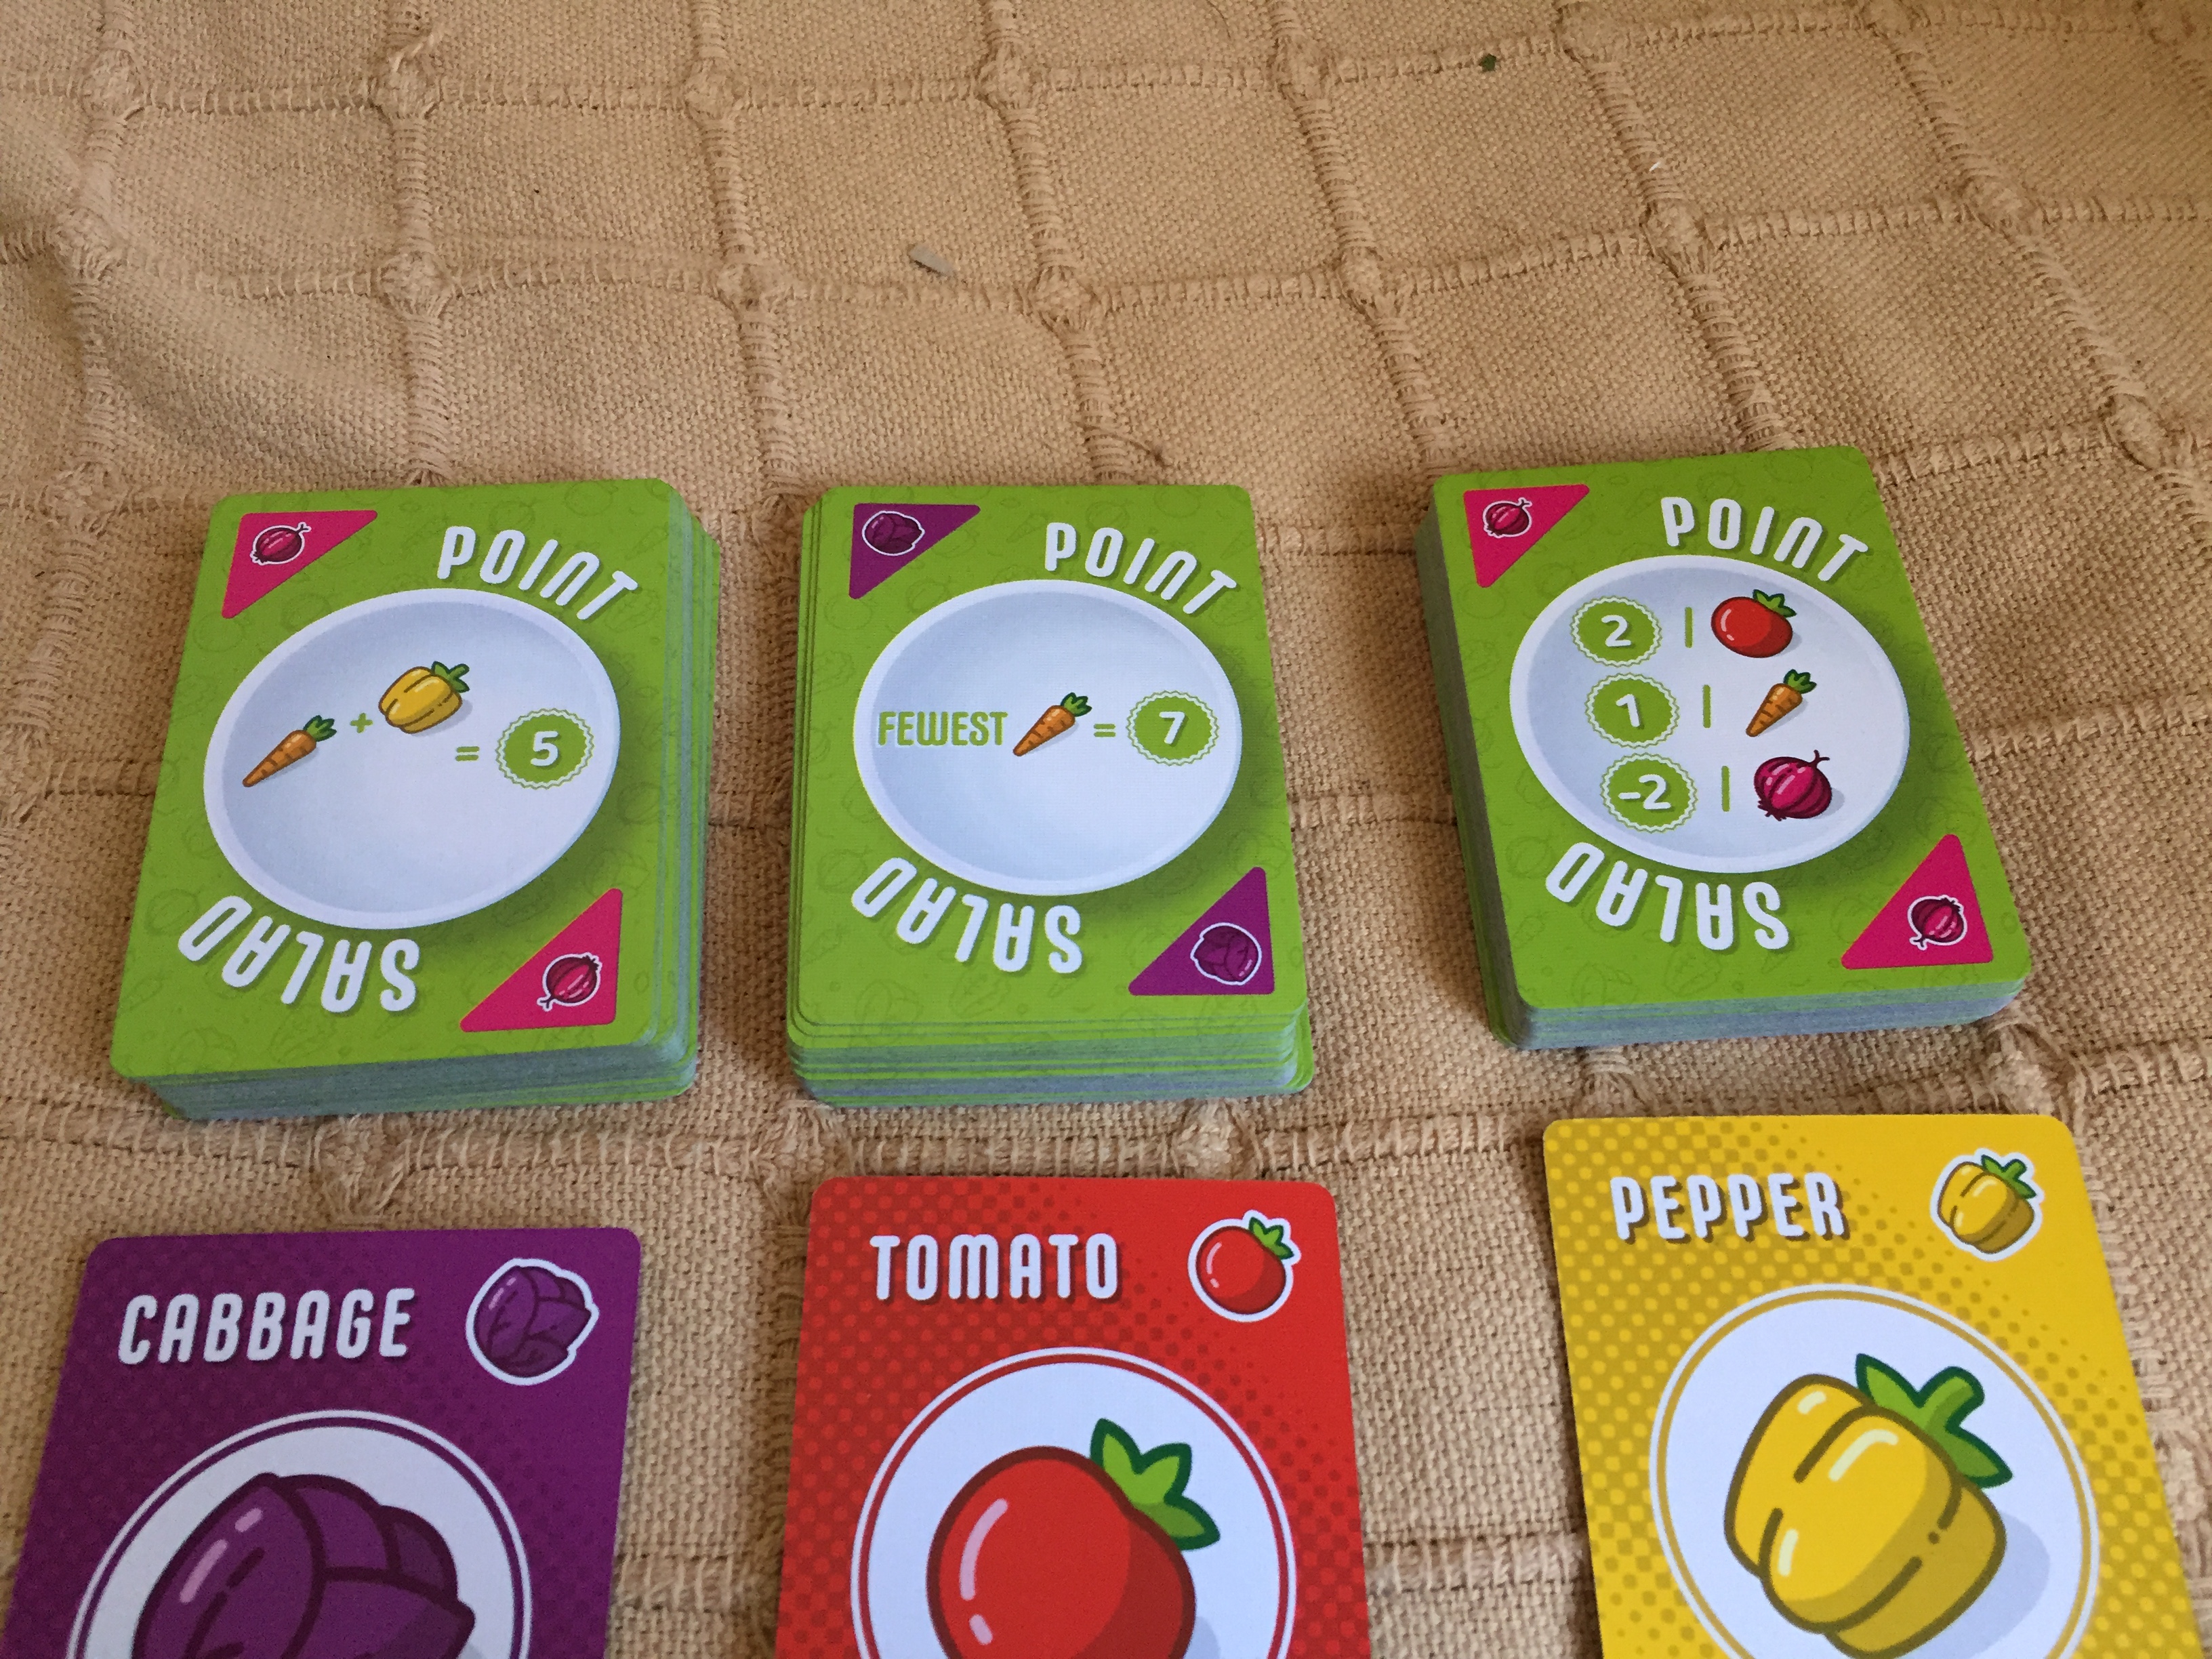 POINT
+
= 5
SALAD
POINT
FEWEST = 7
SALAD
POINT
2 |
1 |
-2 |
SALAD
CABBAGE
TOMATO
PEPPER